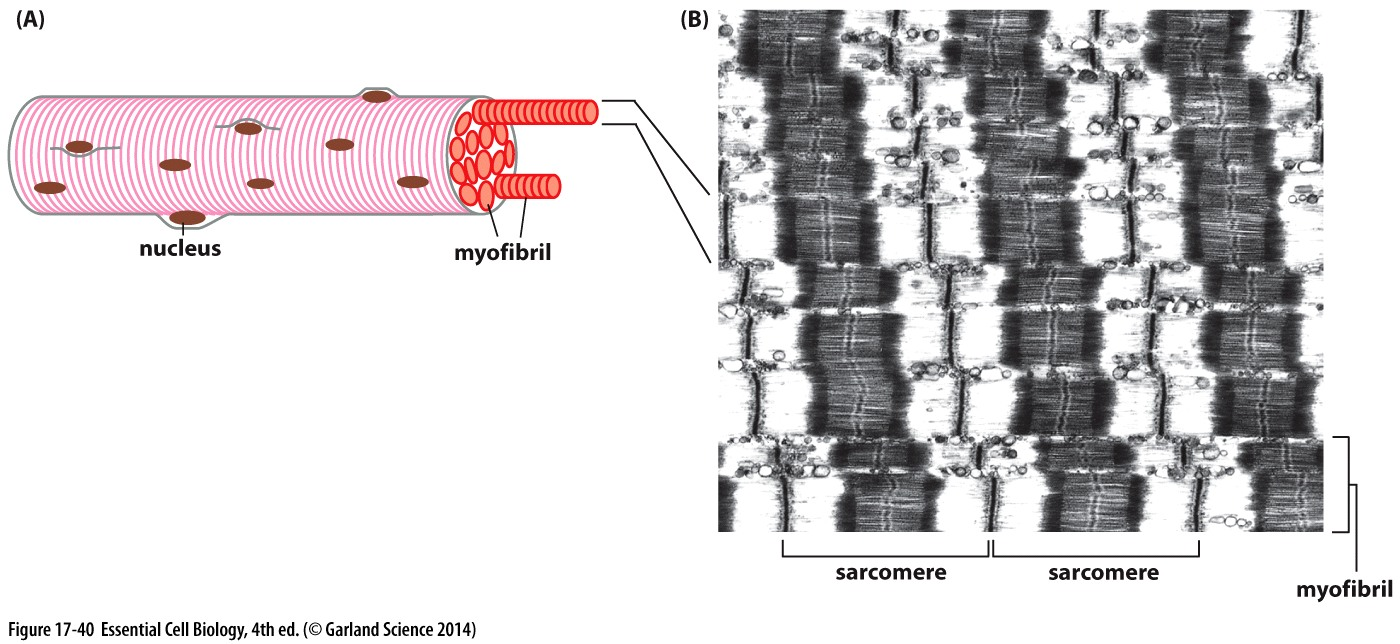 (A)
(B)
nucleus
myofibril
sarcomere
sarcomere
myofibril
Figure 17-40 Essential Cell Biology, 4th ed. (© Garland Science 2014)